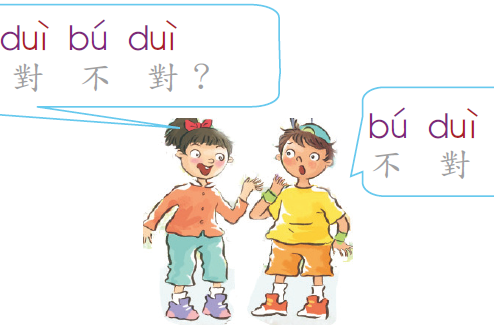 duì bú duì
對 不 對？
bú duì
不 對